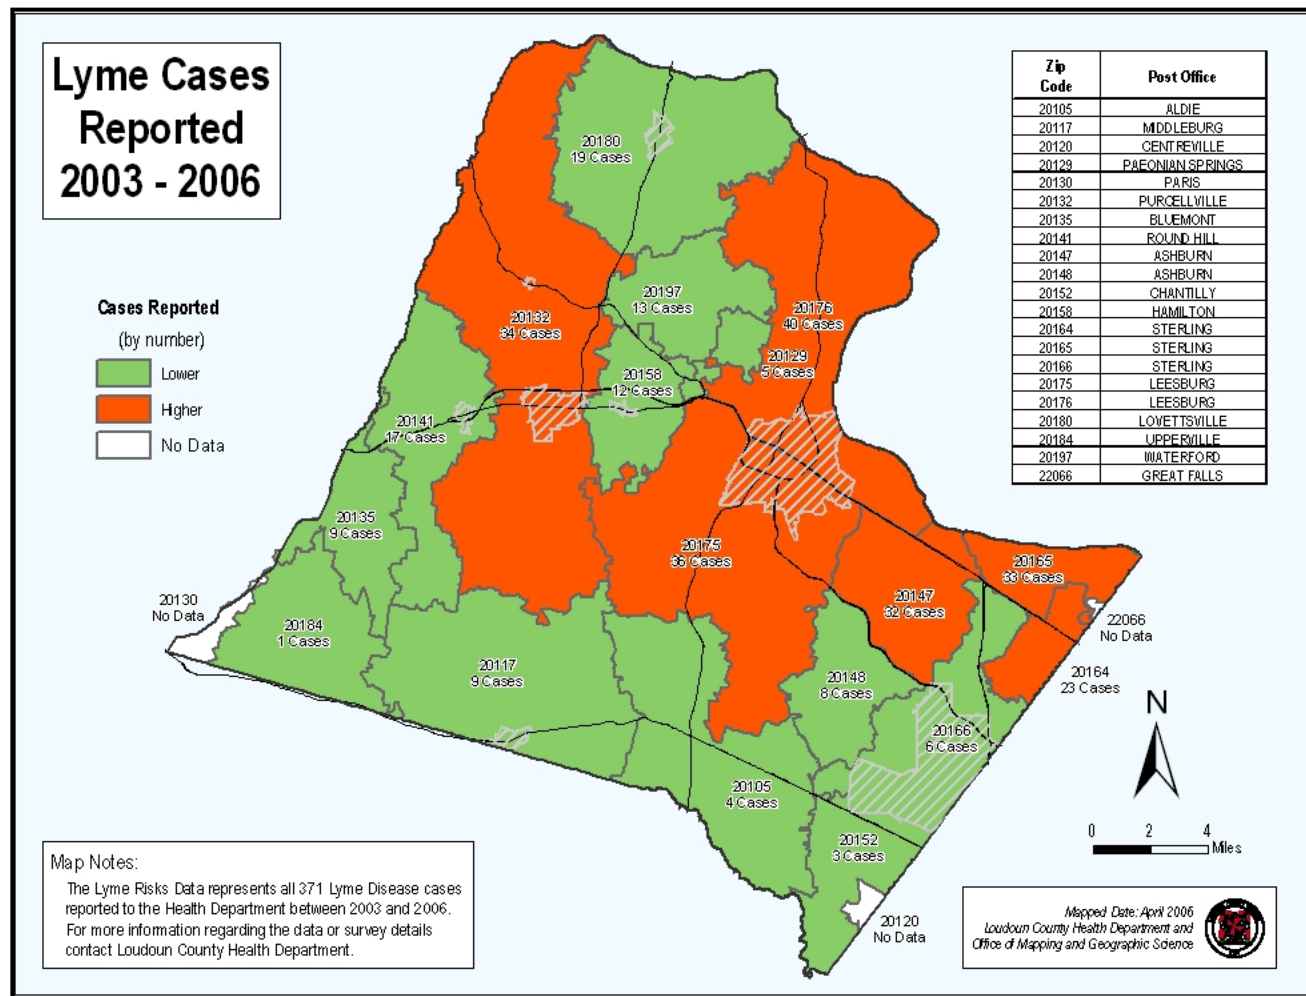 Lyme Cases
Reported
2003 - 2006
Cases Reported
(by number)
Lower
Higher
No Data
Zip Code Post Office
20105 ALDIE
20117 MIDDLEBURG
20120 CENTREVILLE
20129 PAEONIAN SPRINGS
20130 PARIS
20132 PURCELLVILLE
20135 BLUEMONT
20141 ROUND HILL
20147 ASHBURN
20148 ASHBURN
20152 CHANTILLY
20158 HAMILTON
20164 STERLING
20165 STERLING
20166 STERLING
20175 LEESBURG
20176 LEESBURG
20180 LOVETTSVILLE
20184 UPPERVILLE
20197 WATERFORD
22066 GREAT FALLS
20180
19 Cases
20197
13 Cases
20132
34 Cases
20176
40 Cases
20129
5 Cases
20158
12 Cases
20141
17 Cases
20135
9 Cases
20175
36 Cases
20165
33 Cases
20147
32 Cases
20130
No Data
22066
No Data
20184
1 Cases
20117
9 Cases
20148
8 Cases
20164
23 Cases
20166
6 Cases
20105
4 Cases
20152
3 Cases
20120
No Data
N
0 2 4
Miles
Map Notes:
The Lyme Risks Data represents all 371 Lyme Disease cases
reported to the Health Department between 2003 and 2006.
For more information regarding the data or survey details
contact Loudoun County Health Department.
Mapped Date: April 2006
Loudoun County Health Department and
Office of Mapping and Geographic Science